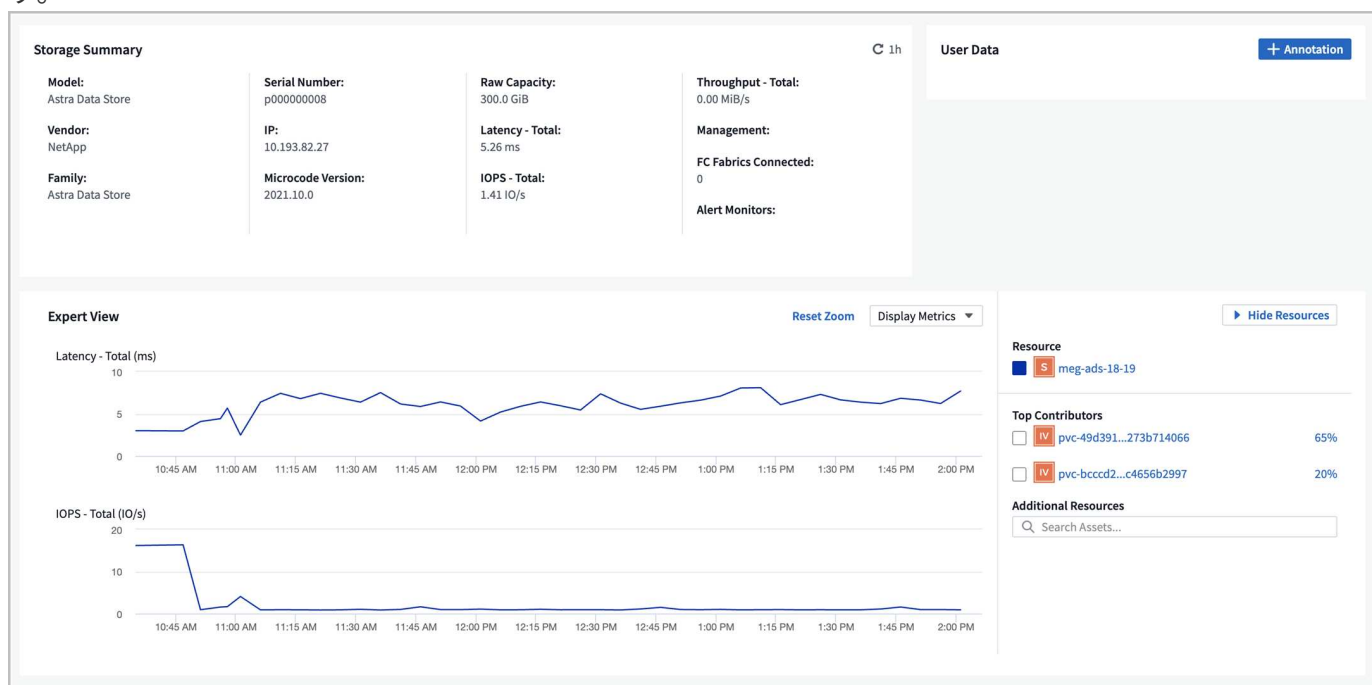 す。
Storage Summary
1h
Model:
Astra Data Store
Vendor:
NetApp
Family:
Astra Data Store
Serial Number:
p000000008
IP:
10.193.82.27
Microcode Version:
2021.10.0
Raw Capacity:
300.0 GiB
Latency - Total:
5.26 ms
IOPS - Total:
1.41 IO/s
Throughput - Total:
0.00 MiB/s
Management:
FC Fabrics Connected:
0
Alert Monitors:
User Data
+ Annotation
Expert View
Reset Zoom
Display Metrics
Latency - Total (ms)
10
5
0
10:45 AM 11:00 AM 11:15 AM 11:30 AM 11:45 AM 12:00 PM 12:15 PM 12:30 PM 12:45 PM 1:00 PM 1:15 PM 1:30 PM 1:45 PM 2:00 PM
IOPS - Total (IO/s)
20
10
0
10:45 AM 11:00 AM 11:15 AM 11:30 AM 11:45 AM 12:00 PM 12:15 PM 12:30 PM 12:45 PM 1:00 PM 1:15 PM 1:30 PM 1:45 PM 2:00 PM
Hide Resources
Resource
S meg-ads-18-19
Top Contributors
IV pvc-49d391...273b714066 65%
IV pvc-bcccd2...c4656b2997 20%
Additional Resources
Search Assets...